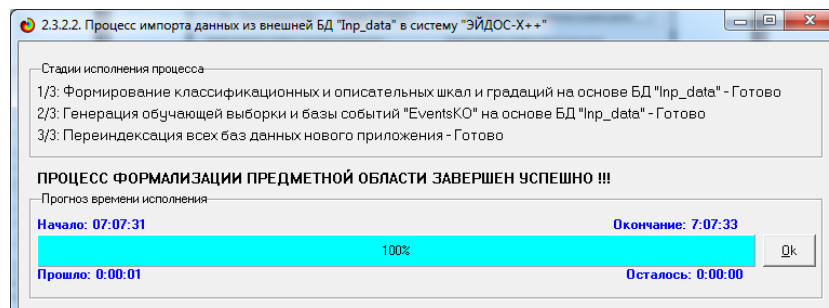 2.3.2.2. Процесс импорта данных из внешней БД "Inp_data" в систему "ЭЙДОС-X++"
Стадии исполнения процесса
1/3: Формирование классификационных и описательных шкал и градаций на основе БД "Inp_data" - Готово
2/3: Генерация обучающей выборки и базы событий "EventsKO" на основе БД "Inp_data" - Готово
3/3: Переиндексация всех баз данных нового приложения - Готово
ПРОЦЕСС ФОРМАЛИЗАЦИИ ПРЕДМЕТНОЙ ОБЛАСТИ ЗАВЕРШЕН УСПЕШНО !!!
Прогноз времени исполнения
Начало: 07:07:31 Окончание: 7:07:33
100% Ok
Прошло: 0:00:01 Осталось: 0:00:00